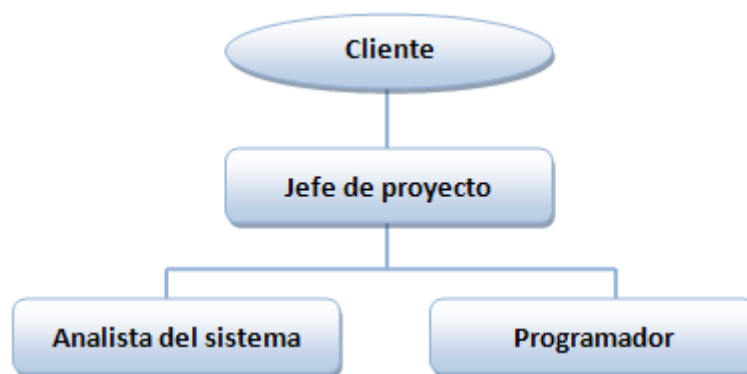 Cliente
Jefe de proyecto
Analista del sistema
Programador